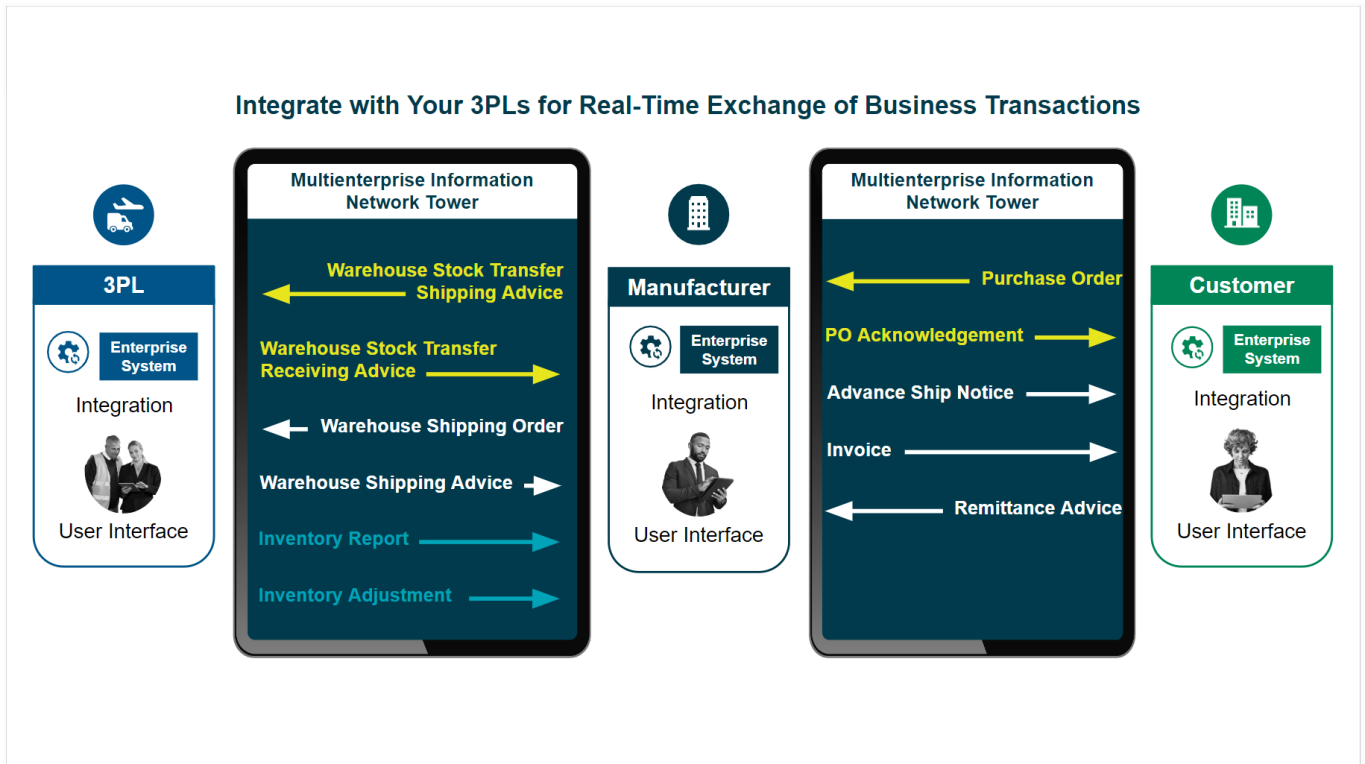 Integrate with Your 3PLs for Real-Time Exchange of Business Transactions
3PL
Enterprise
System
Integration
User Interface
Multienterprise Information
Network Tower
Warehouse Stock Transfer
Shipping Advice
Warehouse Stock Transfer
Receiving Advice
Warehouse Shipping Order
Warehouse Shipping Advice
Inventory Report
Inventory Adjustment
Manufacturer
Enterprise
System
Integration
User Interface
Multienterprise Information
Network Tower
Purchase Order
PO Acknowledgement
Advance Ship Notice
Invoice
Remittance Advice
Customer
Enterprise
System
Integration
User Interface